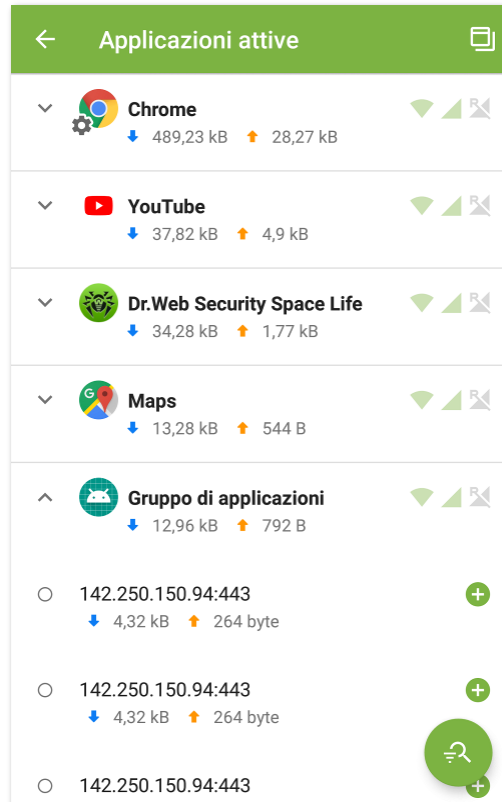 Applicazioni attive
Chrome
489,23 kB 28,27 kB
YouTube
37,82 kB 4,9 kB
Dr.Web Security Space Life
34,28 kB 1,77 kB
Maps
13,28 kB 544 B
Gruppo di applicazioni
12,96 kB 792 B
142.250.150.94:443
4,32 kB 264 byte
142.250.150.94:443
4,32 kB 264 byte
142.250.150.94:443